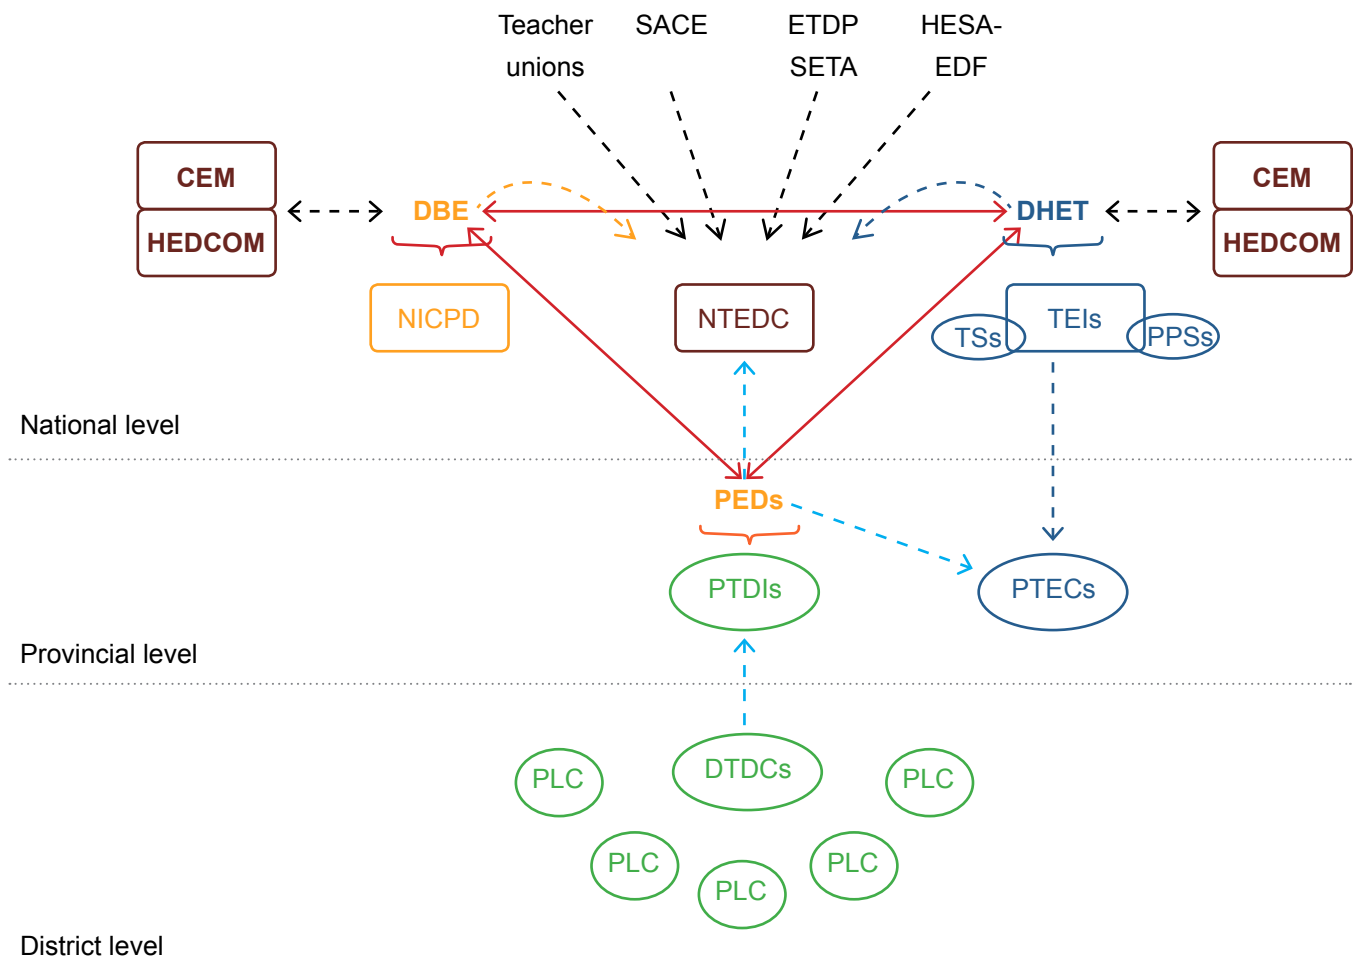 Teacher
unions
SACE
ETDP
SETA
HESA-
EDF
CEM
HEDCOM
DBE
DHET
CEM
HEDCOM
NICPD
NTEDC
TSs
TEIs
PPSs
National level
PEDs
PTDIs
PTECs
Provincial level
PLC
DTDCs
PLC
PLC
PLC
PLC
District level